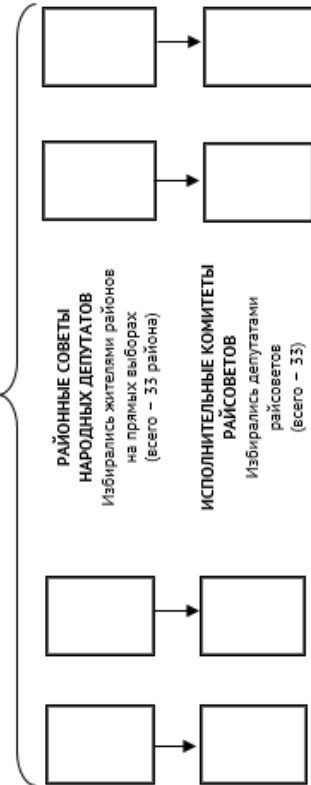 РАЙОННЫЕ СОВЕТЫ
НАРОДНЫХ ДЕПУТАТОВ
Избирались жителями районов
на прямых выборах
(всего – 33 района)
ИСПОЛНИТЕЛЬНЫЕ КОМИТЕТЫ
РАЙСОВЕТОВ
Избирались депутатами
райсоветов
(всего – 33)